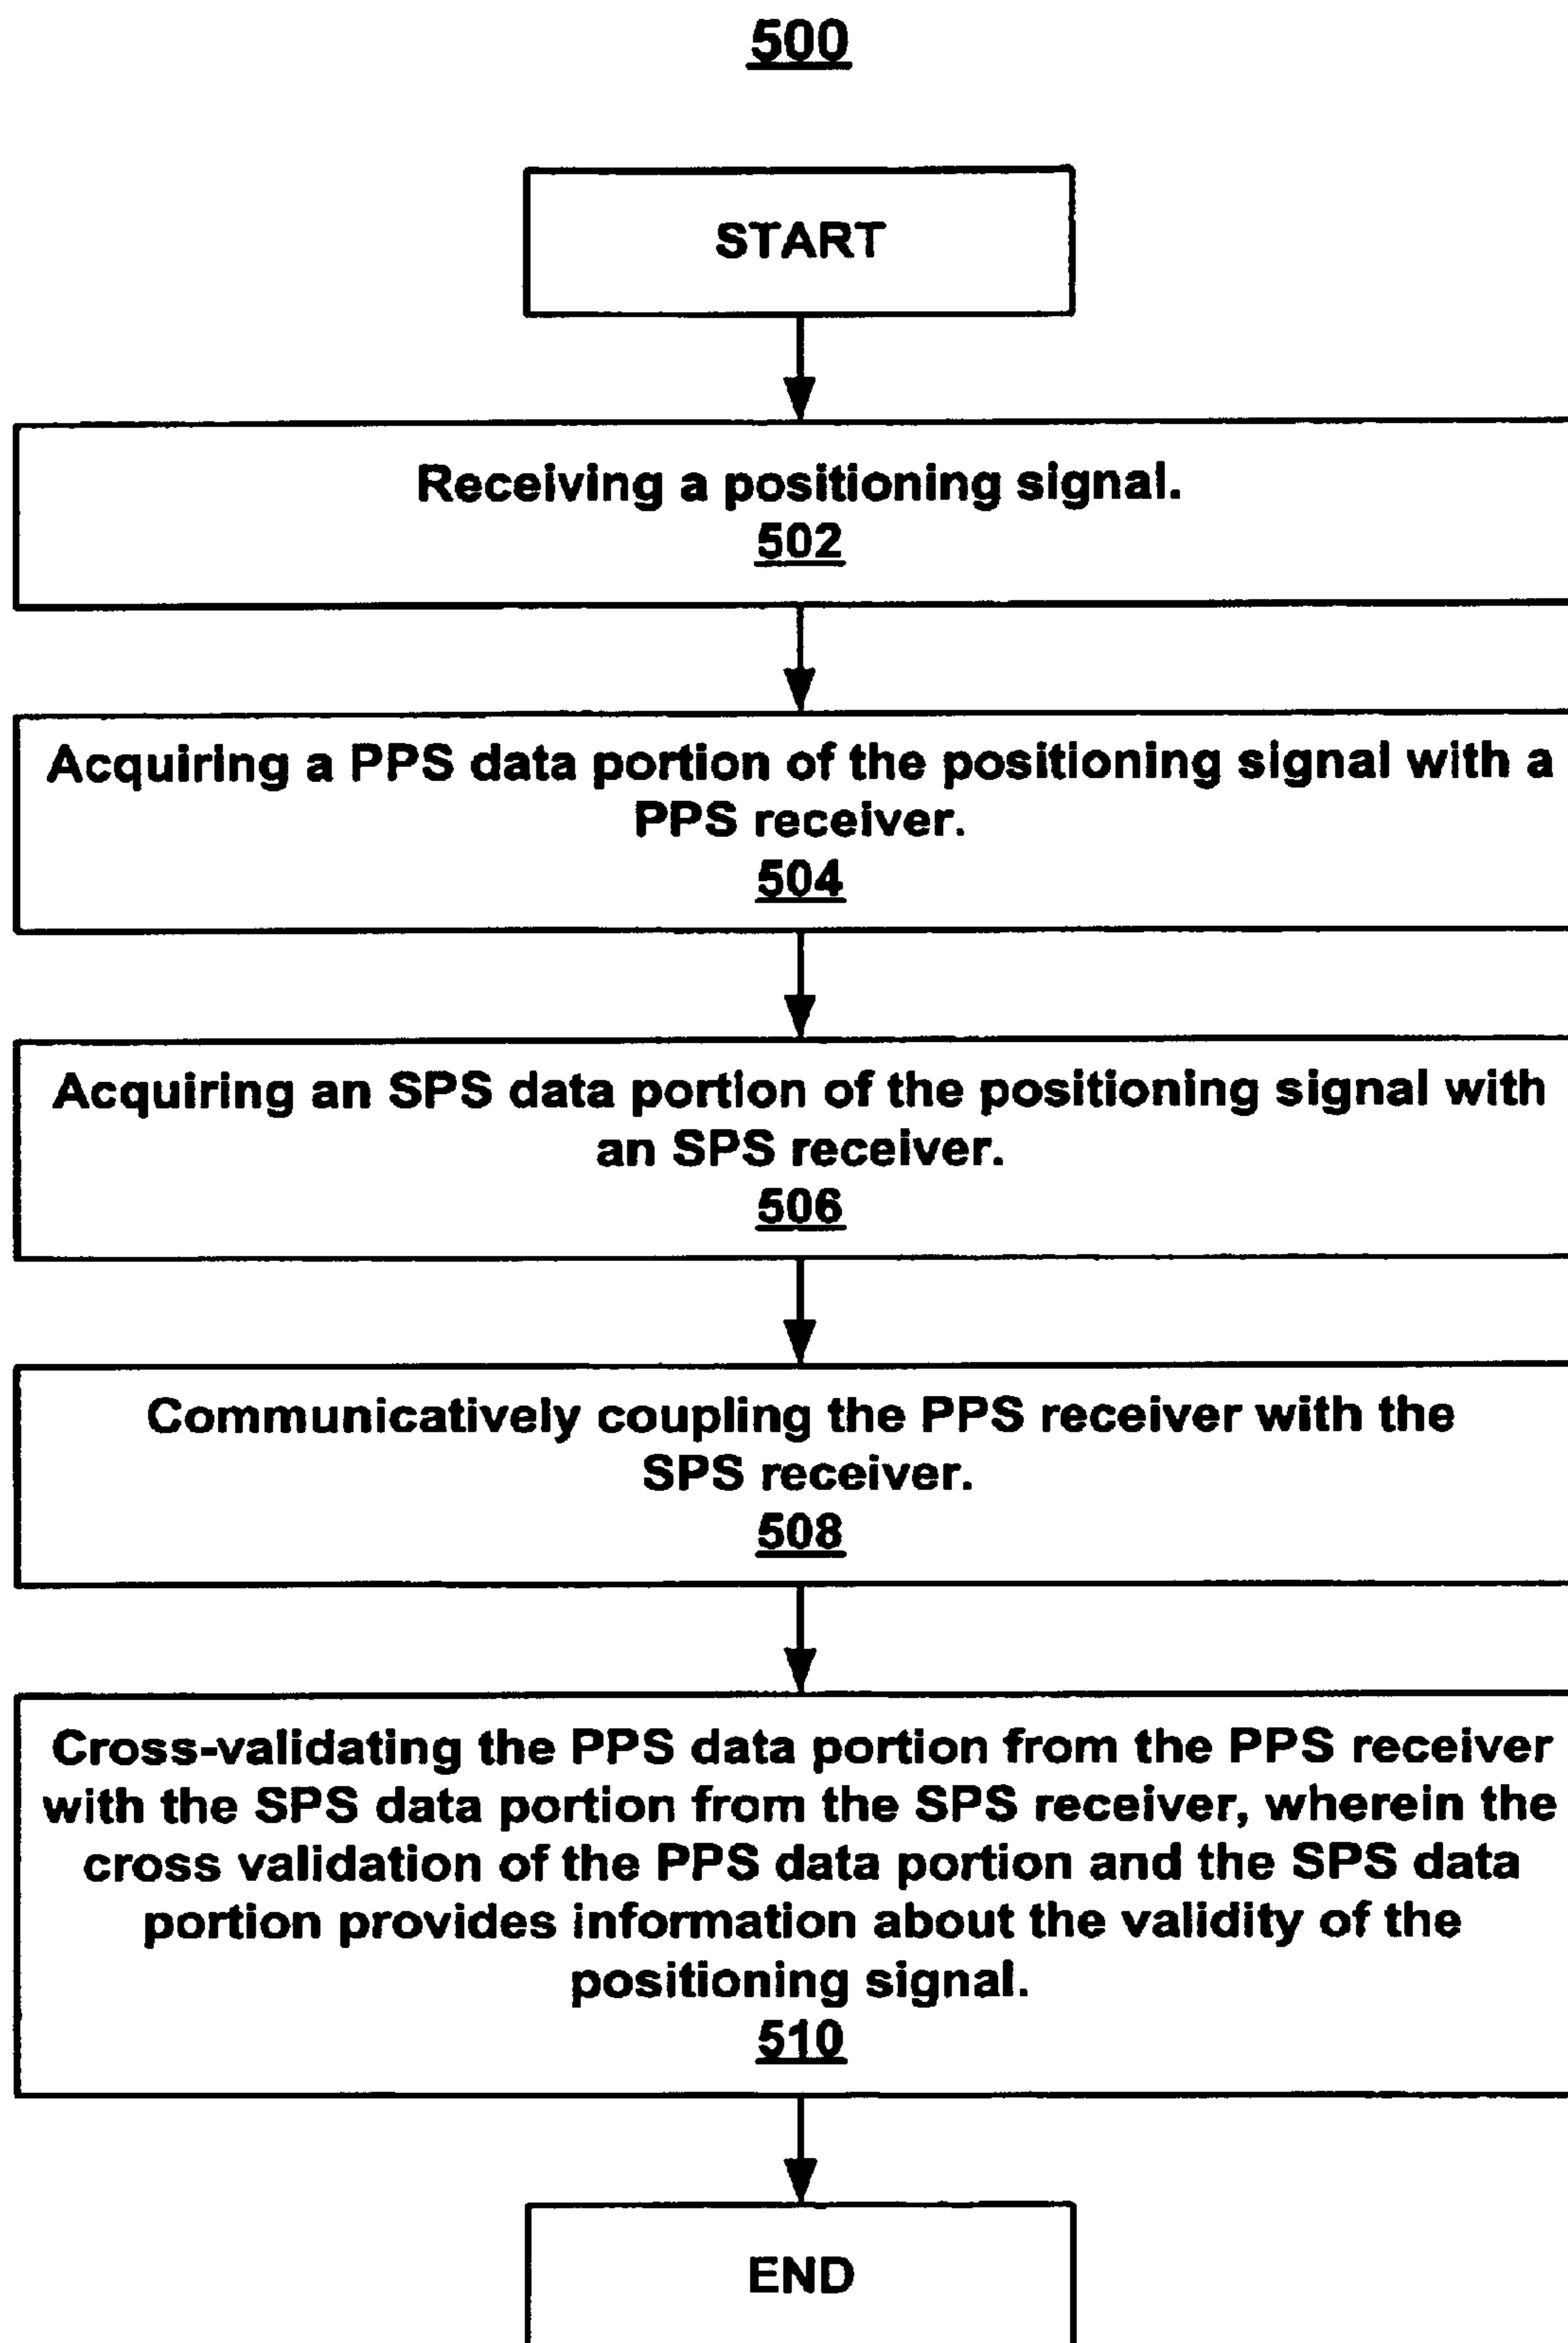 500
START
Receiving a positioning signal.
502
Acquiring a PPS data portion of the positioning signal with a
PPS receiver.
504
Acquiring an SPS data portion of the positioning signal with
an SPS receiver.
506
Communicatively coupling the PPS receiver with the
SPS receiver.
508
Cross-validating the PPS data portion from the PPS receiver
with the SPS data portion from the SPS receiver, wherein the
cross validation of the PPS data portion and the SPS data
portion provides information about the validity of the
positioning signal.
510
END